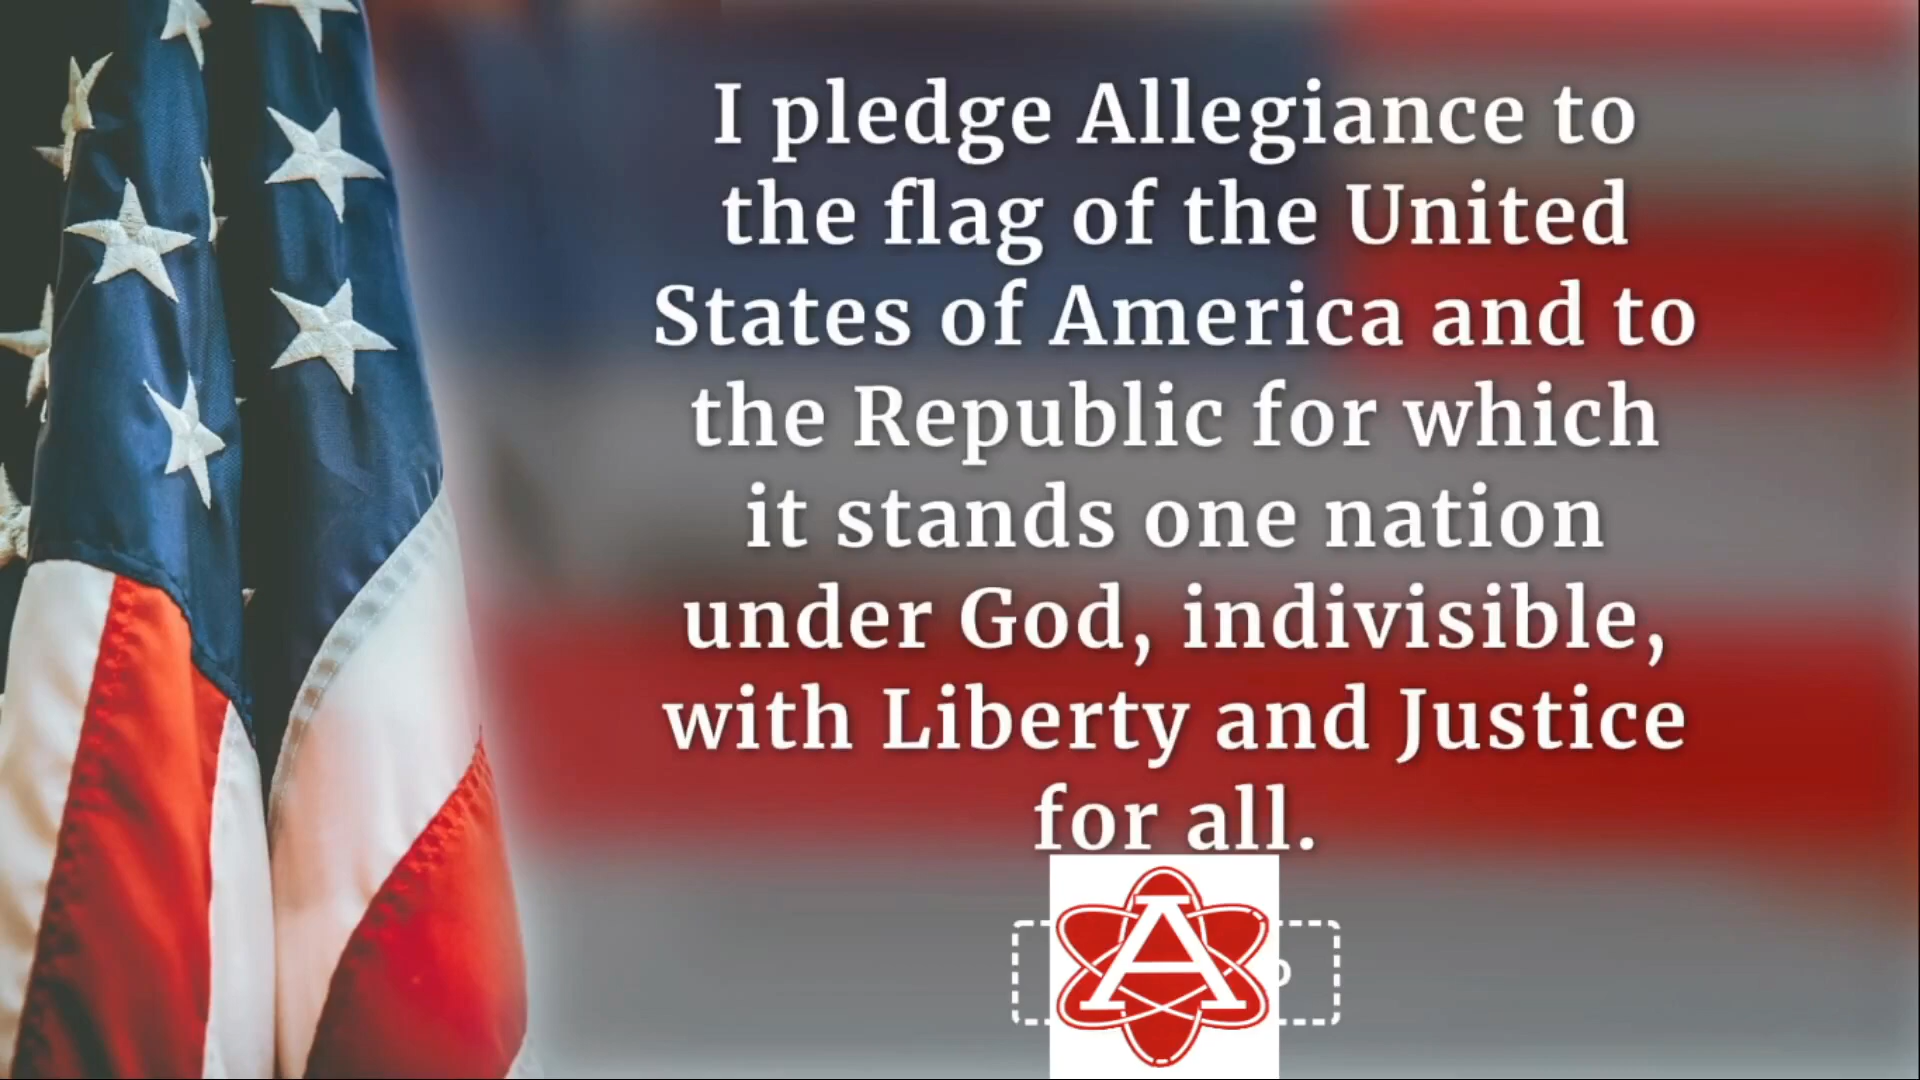 I pledge Allegiance to
the flag of the United
States of America and to
the Republic for which
it stands one nation
under God, indivisible,
with Liberty and Justice
for all.
A